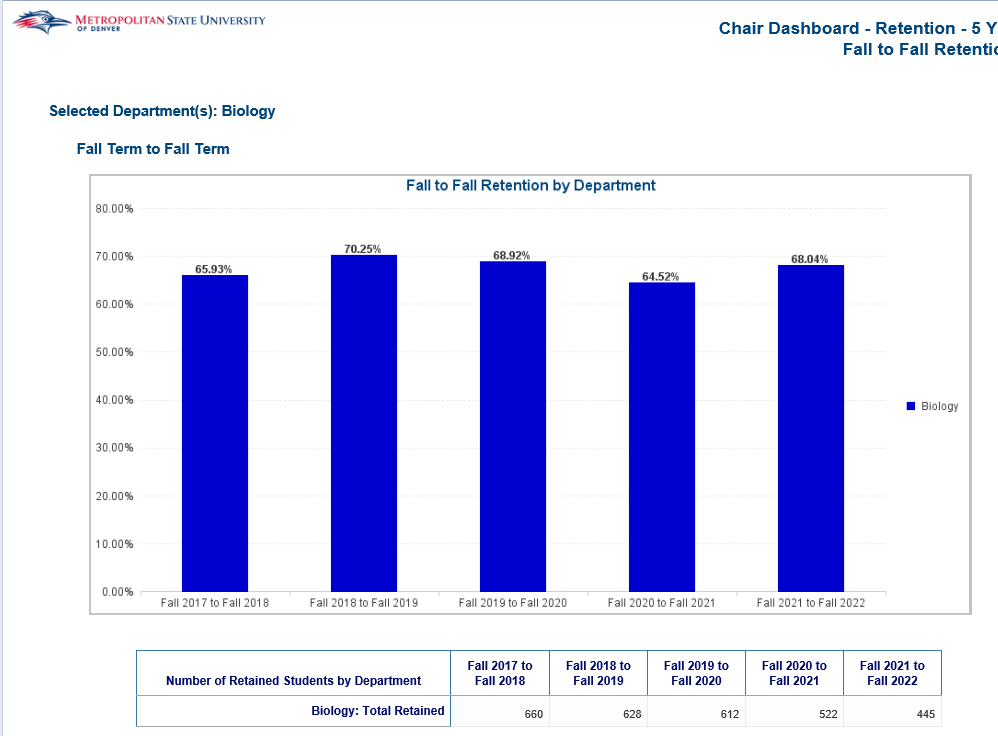 METROPOLITAN STATE UNIVERSITY
OF DENVER
Chair Dashboard - Retention - 5 Y
Fall to Fall Retentio
Selected Department(s): Biology
Fall Term to Fall Term
Fall to Fall Retention by Department
80.00%
70.00%
60.00%
50.00%
40.00%
30.00%
20.00%
10.00%
0.00%
65.93%
70.25%
68.92%
64.52%
68.04%
Biology
Fall 2017 to Fall 2018
Fall 2018 to Fall 2019
Fall 2019 to Fall 2020
Fall 2020 to Fall 2021
Fall 2021 to Fall 2022
Number of Retained Students by Department
Fall 2017 to
Fall 2018
Fall 2018 to
Fall 2019
Fall 2019 to
Fall 2020
Fall 2020 to
Fall 2021
Fall 2021 to
Fall 2022
Biology: Total Retained
660
628
612
522
445